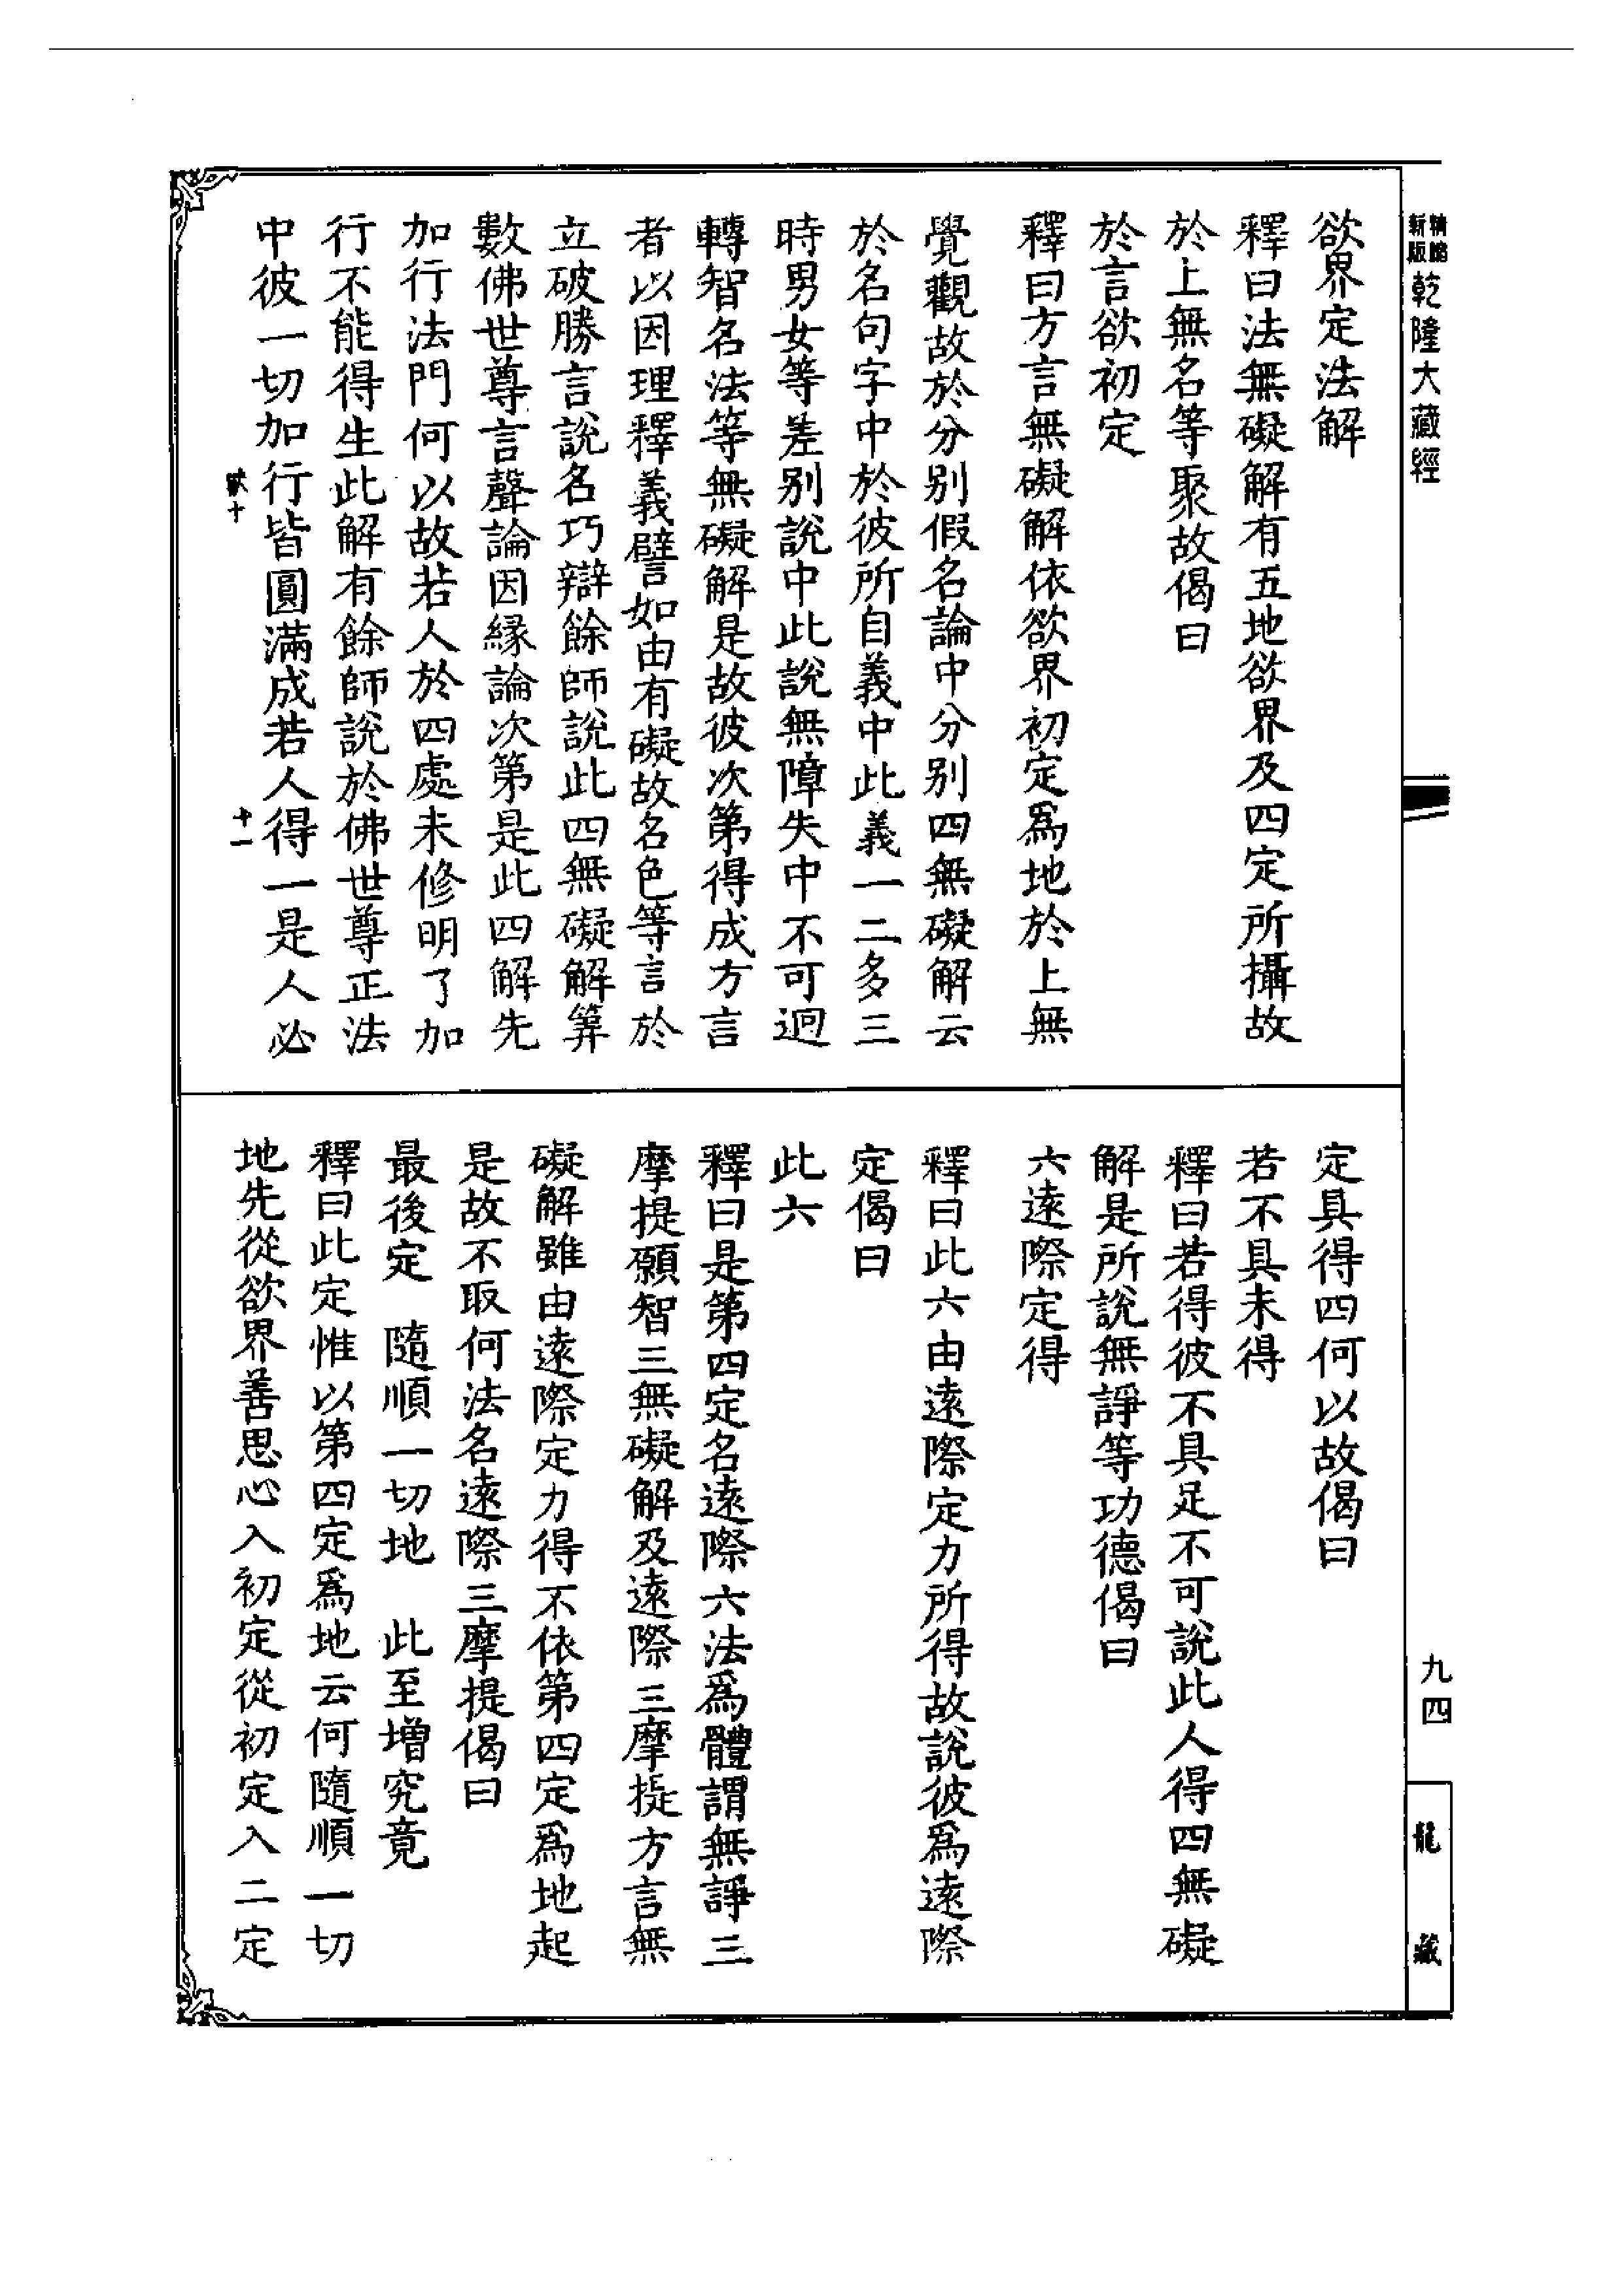 欲界定法解
釋曰法無礙解有五地欲界及四定所攝故
於上無名等聚故偈曰
於言欲初定
釋曰方言無礙解依欲界初定爲地於上無
覺觀故於分别假名論中分别四無礙解云
於名句字中於彼所自義中此義一二多三
時男女等差别說中此說無障失中不可迴
轉智名法等無礙解是故彼次第得成方言
者以因理釋義譬如由有礙故名色等言於
立破勝言說名巧辯餘師說此四無礙解筭
數佛世尊言聲論因緣論次第是此四解先
加行法門何以故若人於四處未修明了加
行不能得生此解有餘師說於佛世尊正法
中彼一切加行皆圓滿成若人得一是人必
十一
定具得四何以故偈曰
若不具未得
釋曰若得彼不具足不可說此人得四無礙
解是所說無諍等功德偈曰
六遠際定得
釋曰此六由遠際定力所得故說彼爲遠際
定偈曰
此六
釋曰是第四定名遠際六法爲體謂無諍三
摩提願智三無礙解及遠際三摩提方言無
礙解雖由遠際定力得不依第四定爲地起
是故不取何法名遠際三摩提偈曰
最後定　隨順一切地　此至增究竟
釋曰此定惟以第四定爲地云何隨順一切
地先從欲界善思心入初定從初定入二定
新版
乾隆大藏經
九四
龍藏